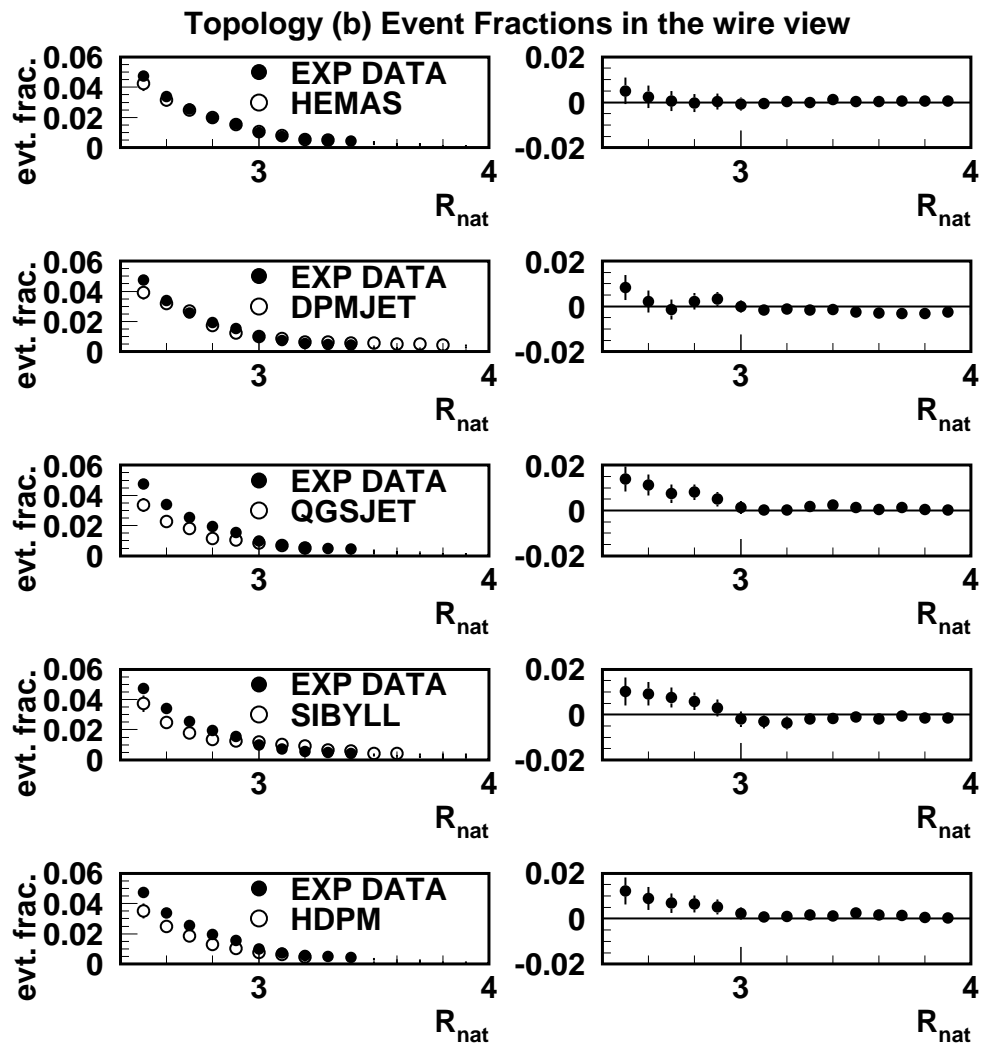 Topology (b) Event Fractions in the wire view
evt. frac.
0.06
0.04
0.02
0
EXP DATA
HEMAS
3
4
R_nat
0.02
0
-0.02
3
4
R_nat
evt. frac.
0.06
0.04
0.02
0
EXP DATA
DPMJET
3
4
R_nat
0.02
0
-0.02
3
4
R_nat
evt. frac.
0.06
0.04
0.02
0
EXP DATA
QGSJET
3
4
R_nat
0.02
0
-0.02
3
4
R_nat
evt. frac.
0.06
0.04
0.02
0
EXP DATA
SIBYLL
3
4
R_nat
0.02
0
-0.02
3
4
R_nat
evt. frac.
0.06
0.04
0.02
0
EXP DATA
HDPM
3
4
R_nat
0.02
0
-0.02
3
4
R_nat